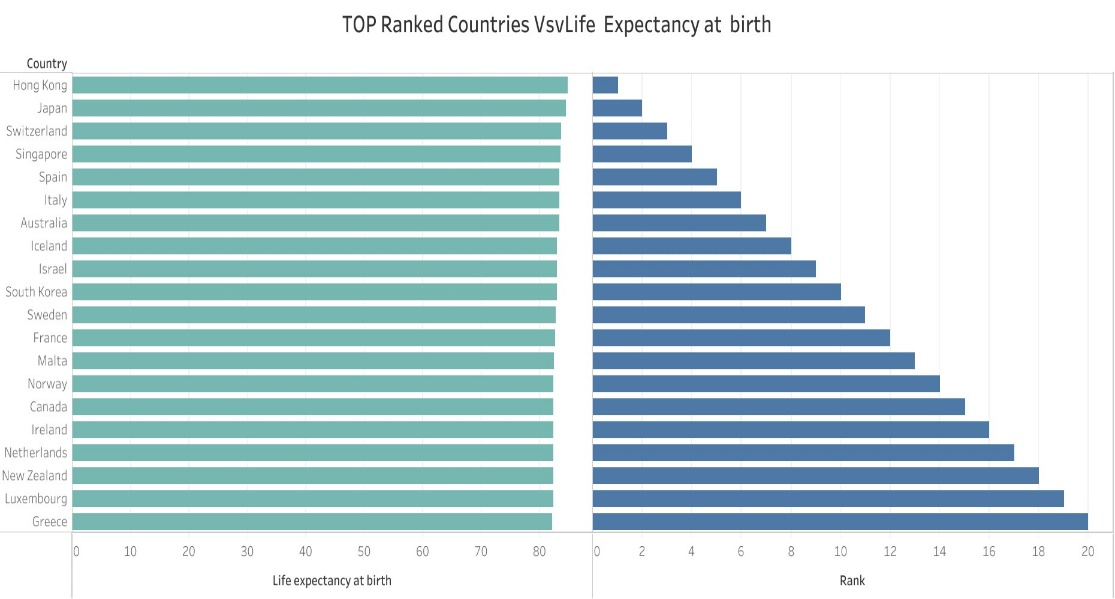 TOP Ranked Countries VsvLife Expectancy at birth
Country
Hong Kong
Japan
Switzerland
Singapore
Spain
Italy
Australia
Iceland
Israel
South Korea
Sweden
France
Malta
Norway
Canada
Ireland
Netherlands
New Zealand
Luxembourg
Greece
0 10 20 30 40 50 60 70 80 0 2 4 6 8 10 12 14 16 18 20
Life expectancy at birth Rank